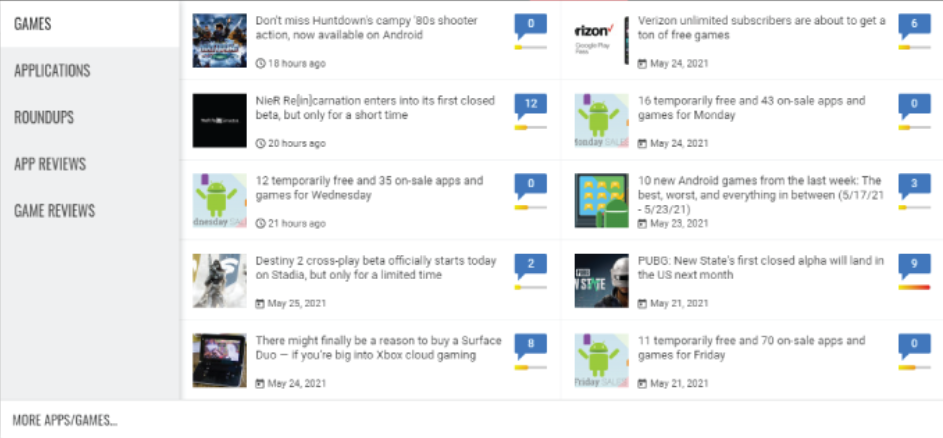 GAMES
APPLICATIONS
ROUNDUPS
APP REVIEWS
GAME REVIEWS
Don't miss Huntdown's campy '80s shooter
action, now available on Android
18 hours ago
0
NieR Re[in]carnation enters into its first closed
beta, but only for a short time
20 hours ago
12
12 temporarily free and 35 on-sale apps and
games for Wednesday
21 hours ago
0
dnesday SALE
Destiny 2 cross-play beta officially starts today
on Stadia, but only for a limited time
May 25, 2021
2
There might finally be a reason to buy a Surface
Duo — if you're big into Xbox cloud gaming
May 24, 2021
8
rizon
Google Play
Pass
Verizon unlimited subscribers are about to get a
ton of free games
May 24, 2021
6
16 temporarily free and 43 on-sale apps and
games for Monday
May 24, 2021
0
Monday SALE
10 new Android games from the last week: The
best, worst, and everything in between (5/17/21
- 5/23/21)
May 23, 2021
3
PUBG
W STATE
PUBG: New State's first closed alpha will land in
the US next month
May 21, 2021
9
11 temporarily free and 70 on-sale apps and
games for Friday
May 21, 2021
0
Friday SALE
MORE APPS/GAMES...